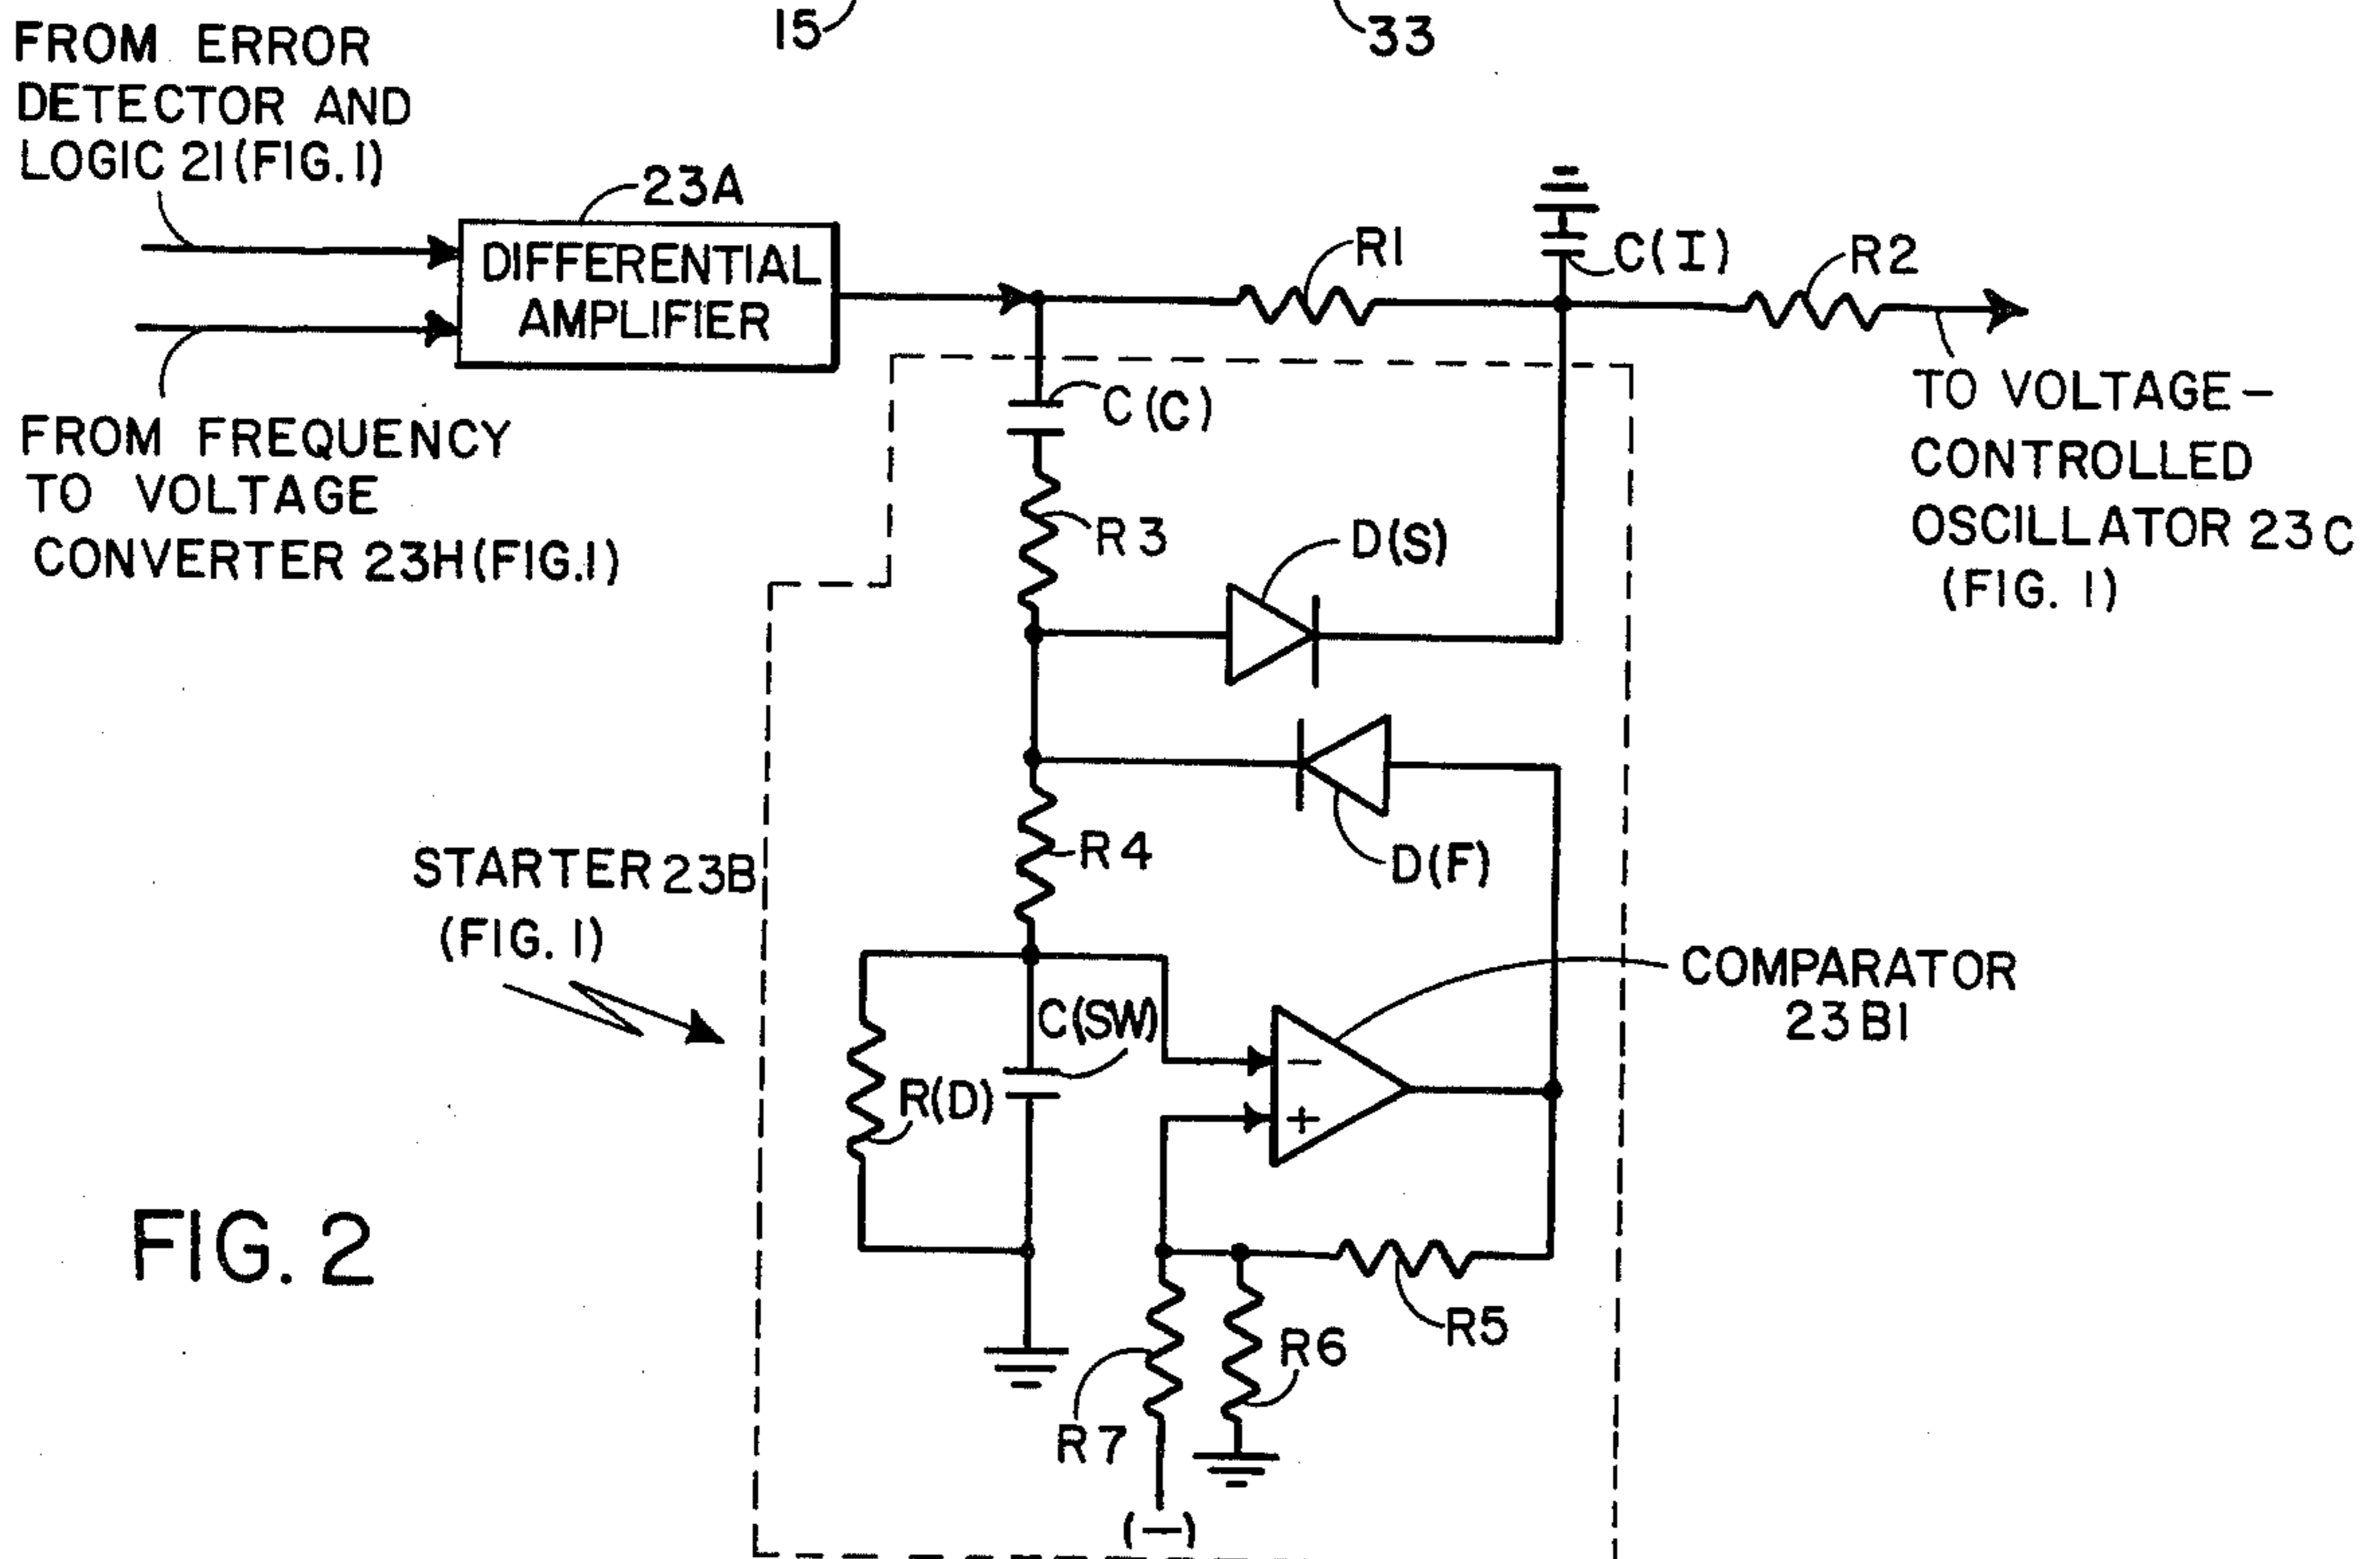 15
33
FROM ERROR
DETECTOR AND
LOGIC 21(FIG. 1)
23A
DIFFERENTIAL
AMPLIFIER
R1
C(I)
R2
FROM FREQUENCY
TO VOLTAGE
CONVERTER 23H(FIG.1)
C(C)
TO VOLTAGE-
CONTROLLED
OSCILLATOR 23C
(FIG. 1)
R3
D(S)
R4
D(F)
STARTER 23B
(FIG. 1)
C(SW)
COMPARATOR
23B1
R(D)
−
+
R5
R6
R7
(−)
FIG. 2